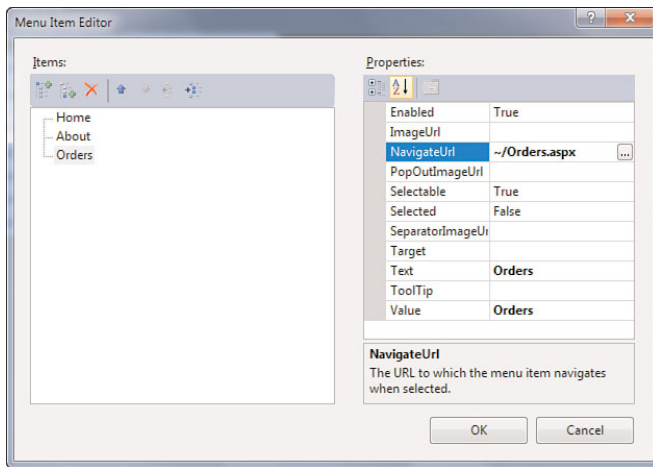 Menu Item Editor
?
X
Items:
Properties:
A
Z
Home
About
Orders
Enabled True
ImageUrl
NavigateUrl ~/Orders.aspx ...
PopOutImageUrl
Selectable True
Selected False
SeparatorImageUr
Target
Text Orders
ToolTip
Value Orders
NavigateUrl
The URL to which the menu item navigates
when selected.
OK
Cancel